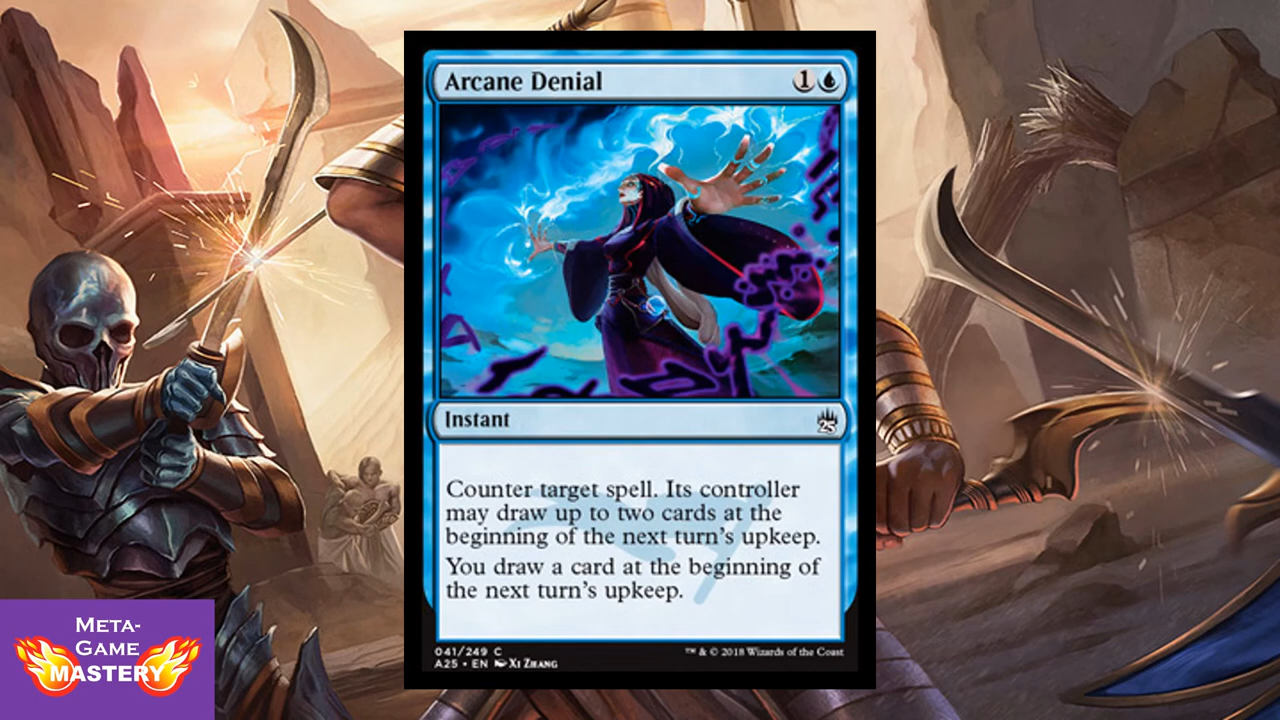 Arcane Denial 1
Instant
25
Counter target spell. Its controller
may draw up to two cards at the
beginning of the next turn's upkeep.
You draw a card at the beginning of
the next turn's upkeep.
041/249 C
A25 • EN Xi Zhang
™ & © 2018 Wizards of the Coast
Meta-
Game
Mastery